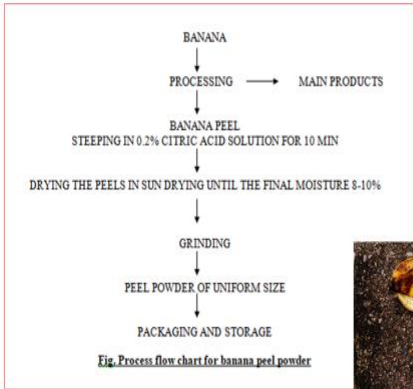 BANANA
PROCESSING MAIN PRODUCTS
BANANA PEEL
STEEPING IN 0.2% CITRIC ACID SOLUTION FOR 10 MIN
DRYING THE PEELS IN SUN DRYING UNTIL THE FINAL MOISTURE 8-10%
GRINDING
PEEL POWDER OF UNIFORM SIZE
PACKAGING AND STORAGE
Fig. Process flow chart for banana peel powder